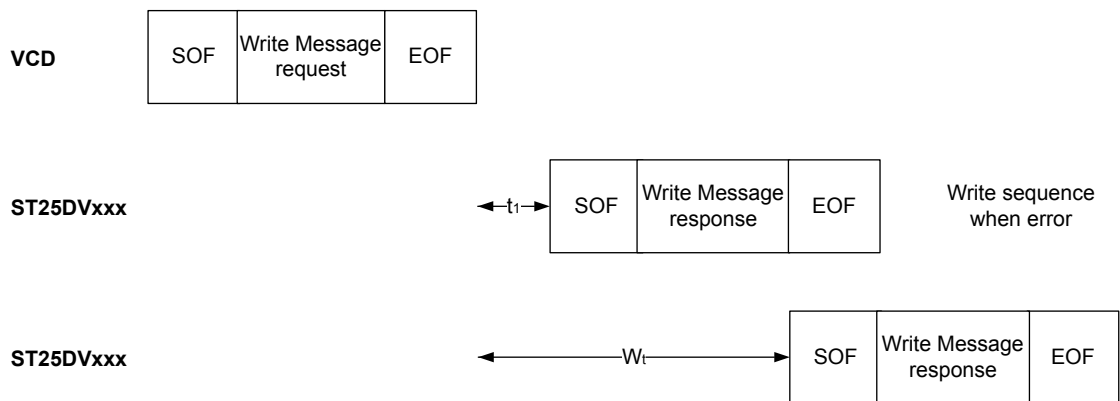 VCD
SOF
Write Message
request
EOF
ST25DVxxx
t1
SOF
Write Message
response
EOF
Write sequence
when error
ST25DVxxx
Wt
SOF
Write Message
response
EOF